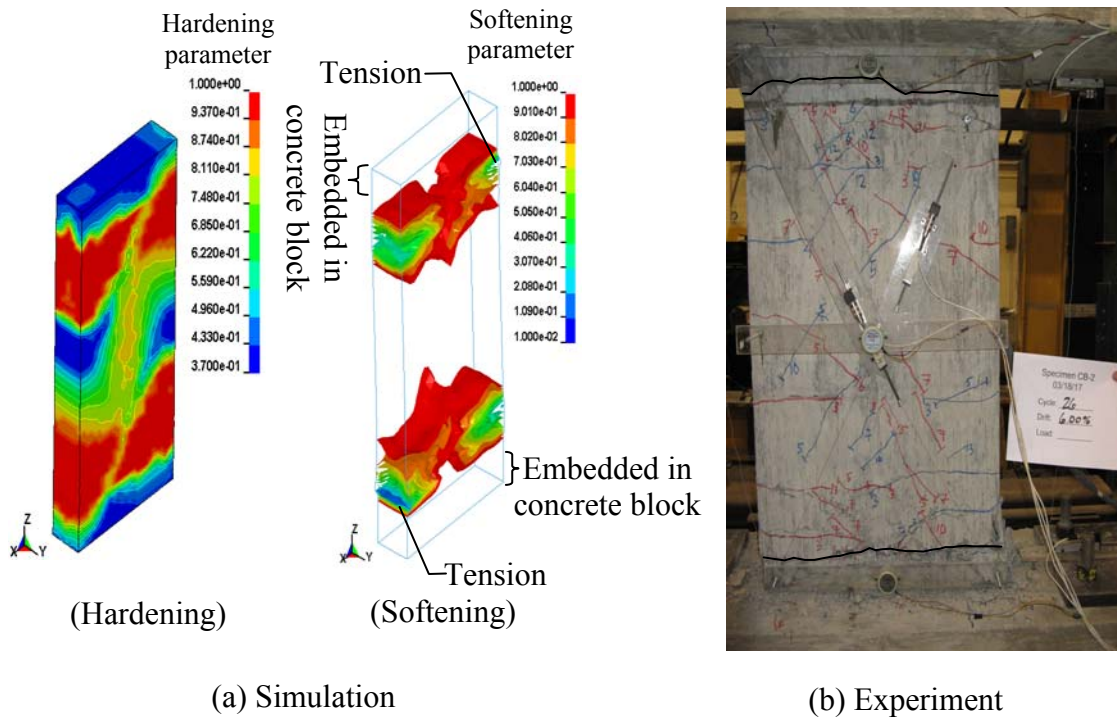 Hardening
parameter
1.000e+00
9.370e-01
8.740e-01
8.110e-01
7.480e-01
6.850e-01
6.220e-01
5.590e-01
4.960e-01
4.330e-01
3.700e-01
Z
X
Y
(Hardening)
Softening
parameter
Tension
1.000e+00
9.010e-01
8.020e-01
7.030e-01
6.040e-01
5.050e-01
4.060e-01
3.070e-01
2.080e-01
1.090e-01
1.000e-02
Embedded in
concrete block
Embedded in
concrete block
Z
X
Y
Tension
(Softening)
(a) Simulation
Specimen CB-2
03/18/17
Cycle: 26
Drift: 6.00%
Load:
(b) Experiment